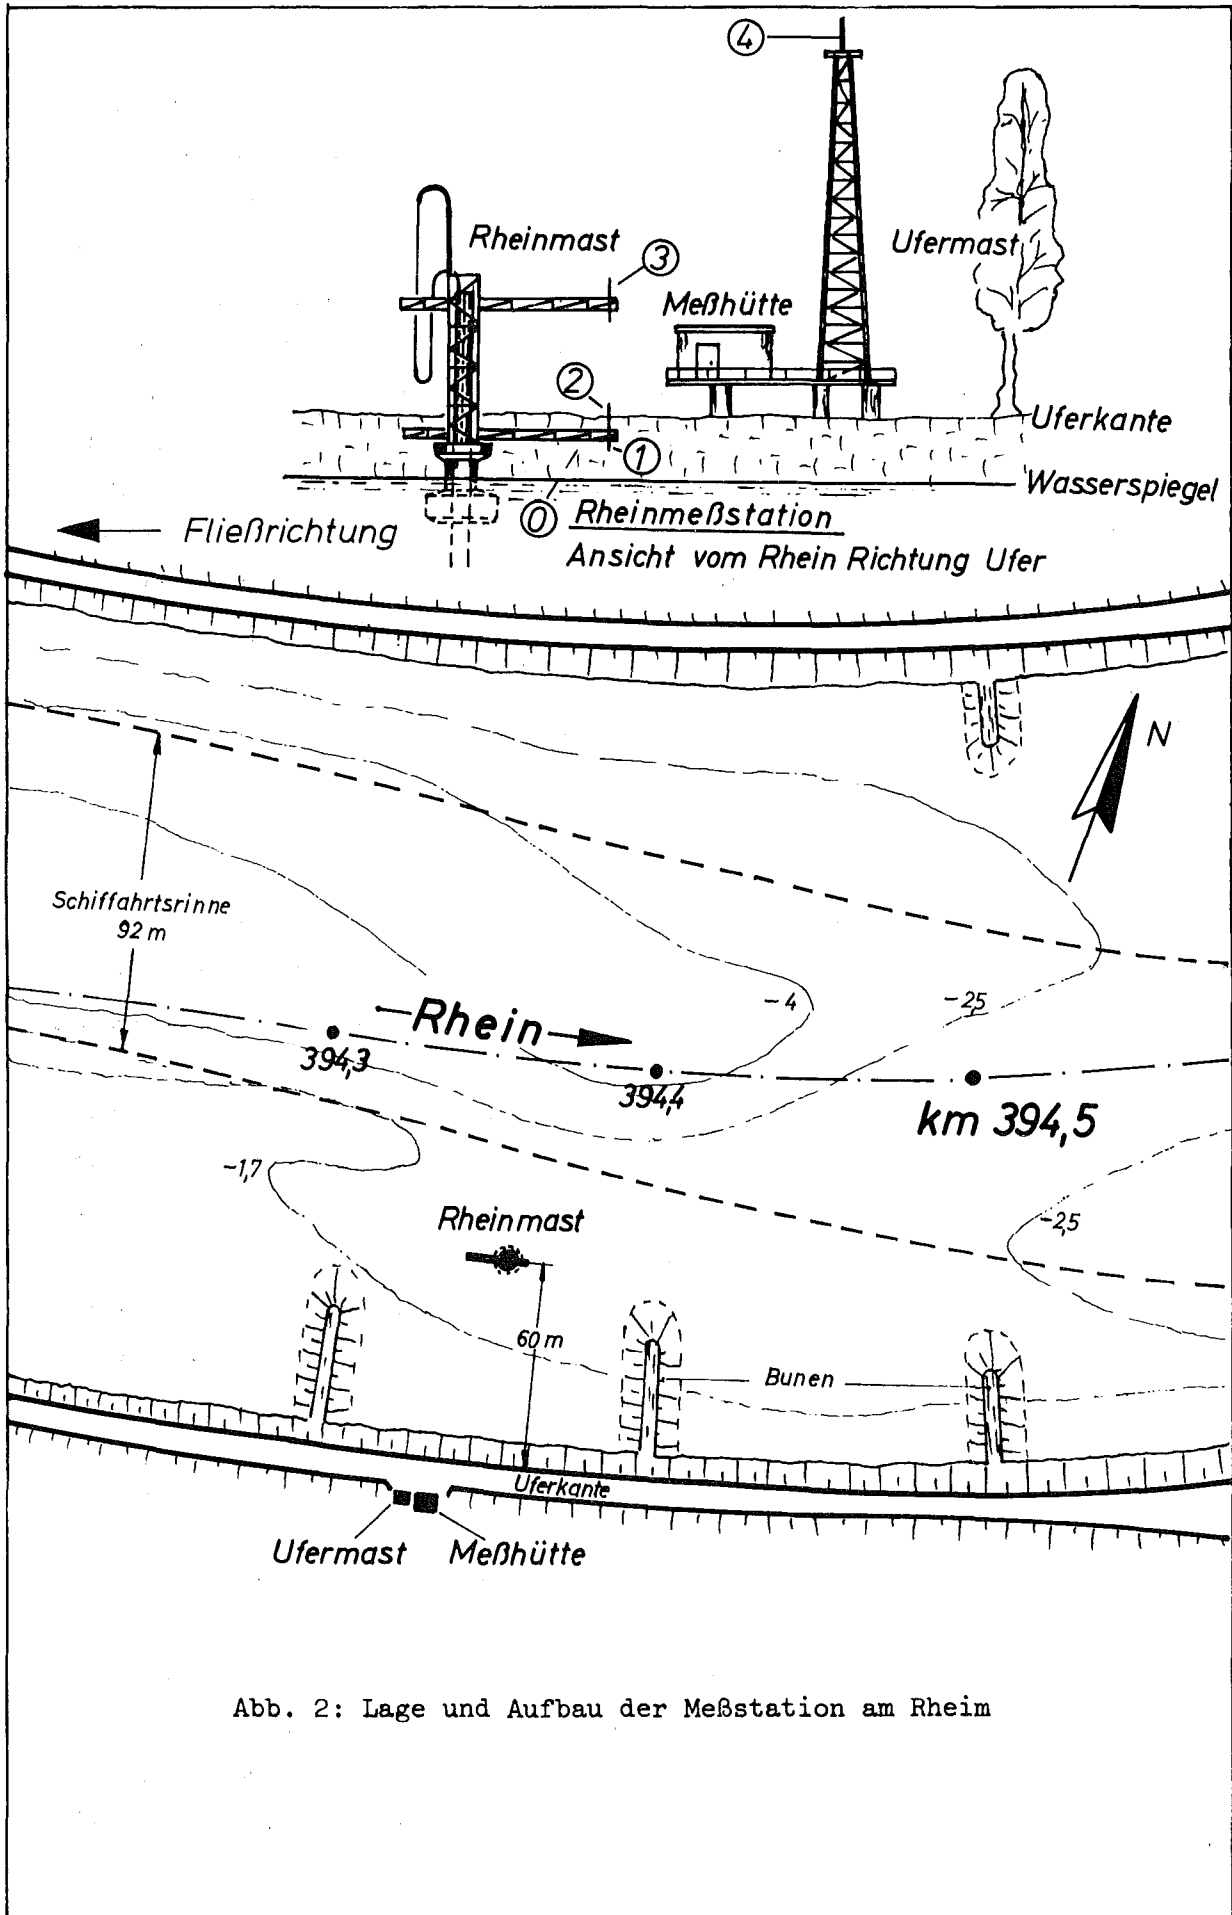 4
Rheinmast
3
Ufermast
Meßhütte
2
Uferkante
1
Wasserspiegel
0
Rheinmeßstation
Fließrichtung
Ansicht vom Rhein Richtung Ufer
N
Schiffahrtsrinne
92 m
-4
-2,5
Rhein
394,3
394,4
km 394,5
-1,7
Rheinmast
-2,5
60 m
Bunen
Uferkante
Ufermast
Meßhütte
Abb. 2: Lage und Aufbau der Meßstation am Rheim